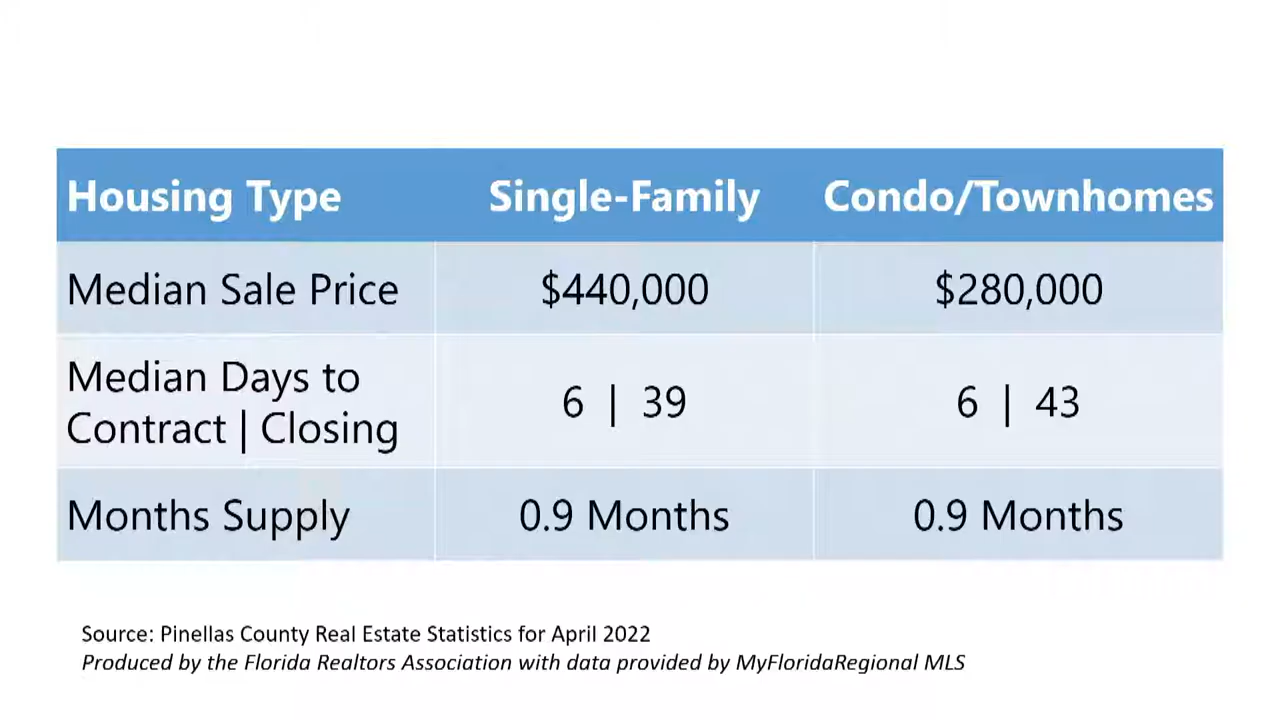 Housing Type Single-Family Condo/Townhomes
Median Sale Price $440,000 $280,000
Median Days to
Contract | Closing 6 | 39 6 | 43
Months Supply 0.9 Months 0.9 Months
Source: Pinellas County Real Estate Statistics for April 2022
Produced by the Florida Realtors Association with data provided by MyFloridaRegional MLS